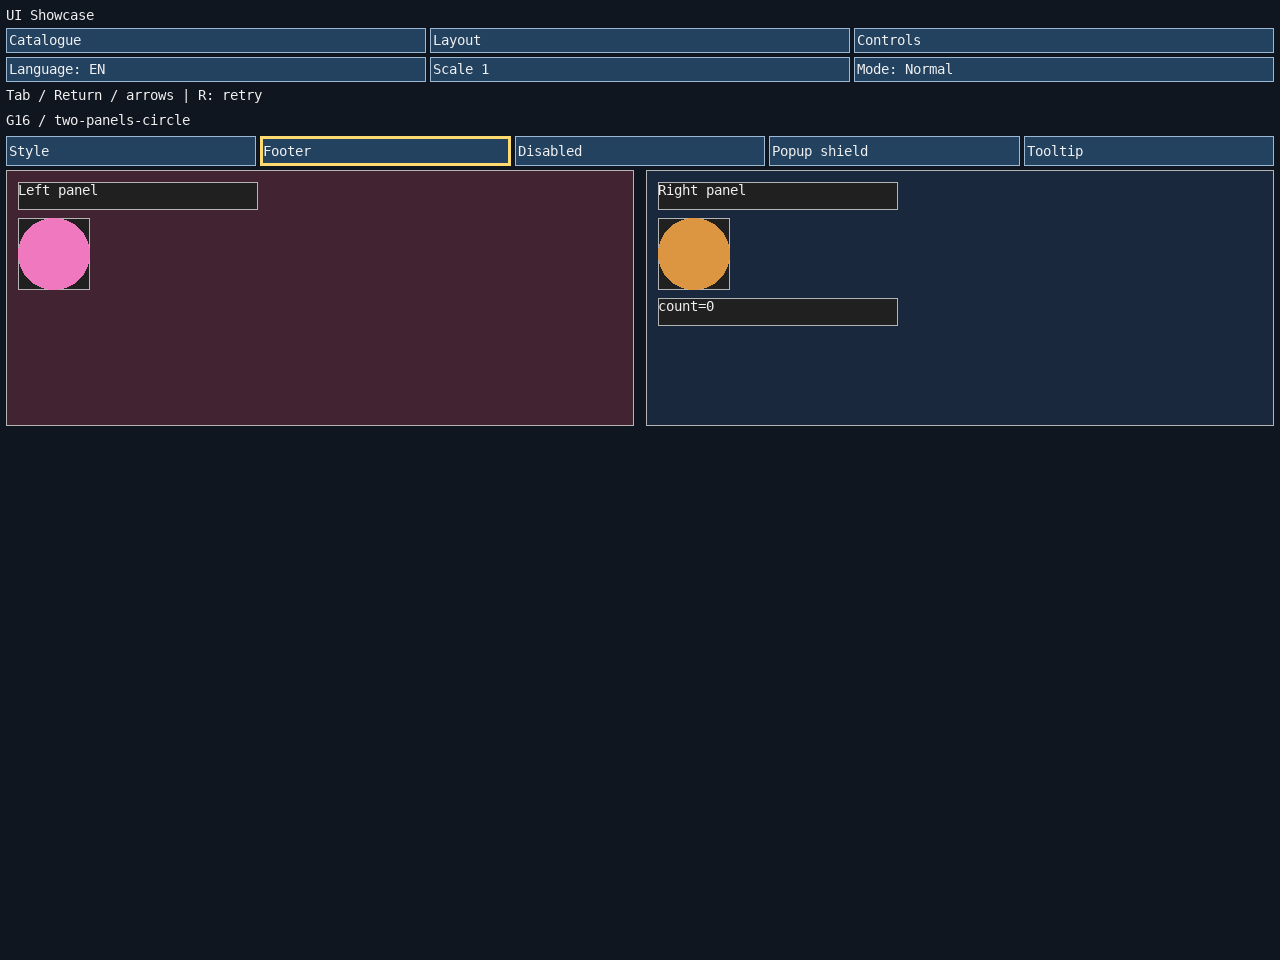 UI Showcase
Catalogue
Layout
Controls
Language: EN
Scale 1
Mode: Normal
Tab / Return / arrows | R: retry
G16 / two-panels-circle
Style
Footer
Disabled
Popup shield
Tooltip
Left panel
Right panel
count=0